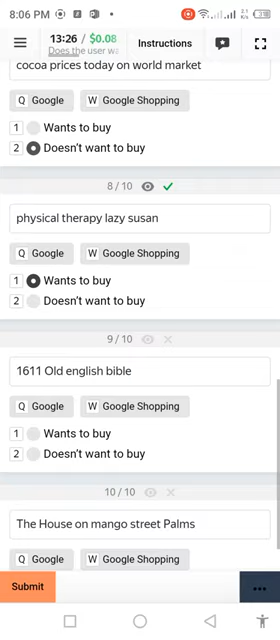 8:06 PM
13:26 / $0.08
Instructions
Does the user wa
cocoa prices today on world market
Q Google W Google Shopping
1 Wants to buy
2 Doesn't want to buy
8 / 10
physical therapy lazy susan
Q Google W Google Shopping
1 Wants to buy
2 Doesn't want to buy
9 / 10
1611 Old english bible
Q Google W Google Shopping
1 Wants to buy
2 Doesn't want to buy
10 / 10
The House on mango street Palms
Q Google W Google Shopping
Submit